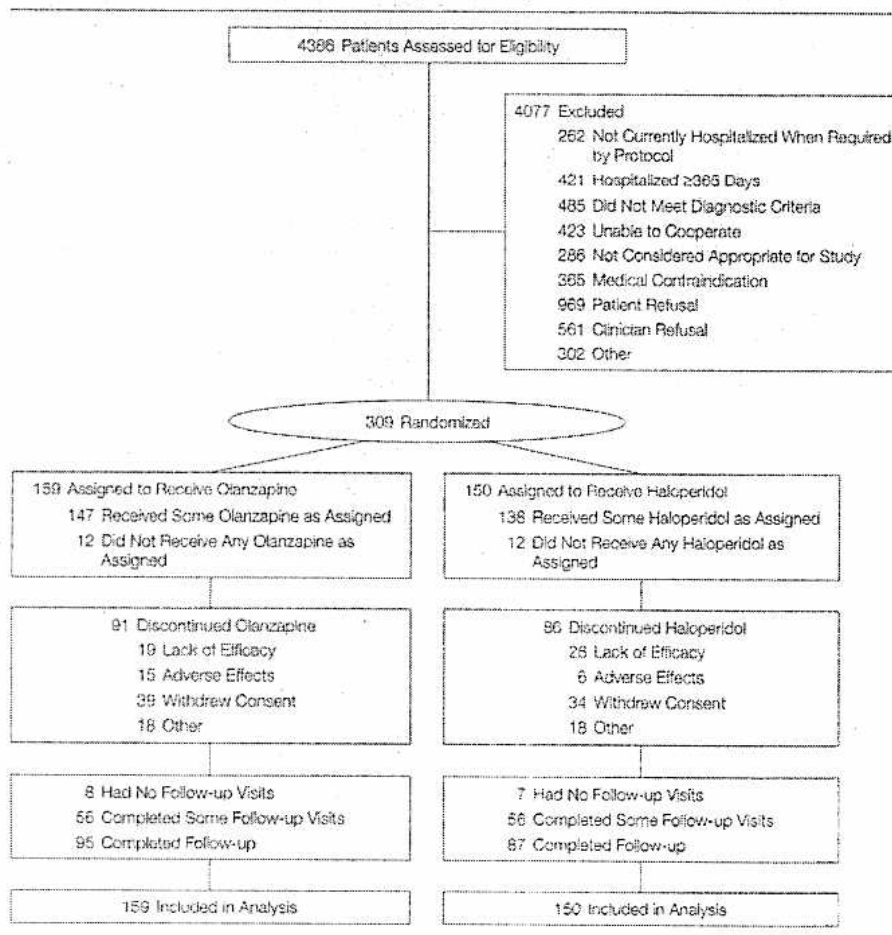 4386 Patients Assessed for Eligibility
4077 Excluded
262 Not Currently Hospitalized When Required
by Protocol
421 Hospitalized ≥365 Days
485 Did Not Meet Diagnostic Criteria
423 Unable to Cooperate
286 Not Considered Appropriate for Study
365 Medical Contraindication
969 Patient Refusal
561 Clinician Refusal
302 Other
309 Randomized
159 Assigned to Receive Olanzapine
147 Received Some Olanzapine as Assigned
12 Did Not Receive Any Olanzapine as
Assigned
150 Assigned to Receive Haloperidol
138 Received Some Haloperidol as Assigned
12 Did Not Receive Any Haloperidol as
Assigned
91 Discontinued Olanzapine
19 Lack of Efficacy
15 Adverse Effects
39 Withdrew Consent
18 Other
86 Discontinued Haloperidol
28 Lack of Efficacy
6 Adverse Effects
34 Withdrew Consent
18 Other
8 Had No Follow-up Visits
56 Completed Some Follow-up Visits
95 Completed Follow-up
7 Had No Follow-up Visits
56 Completed Some Follow-up Visits
87 Completed Follow-up
159 Included in Analysis
150 Included in Analysis